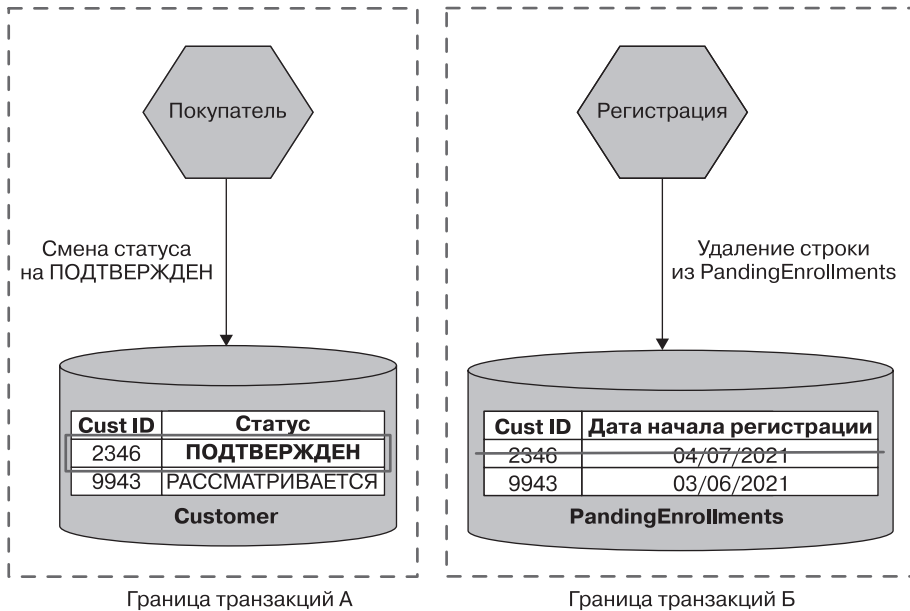 Покупатель
Смена статуса
на ПОДТВЕРЖДЕН
Cust ID Статус
2346 ПОДТВЕРЖДЕН
9943 РАССМАТРИВАЕТСЯ
Customer
Граница транзакций А
Регистрация
Удаление строки
из PandingEnrollments
Cust ID Дата начала регистрации
2346 04/07/2021
9943 03/06/2021
PandingEnrollments
Граница транзакций Б